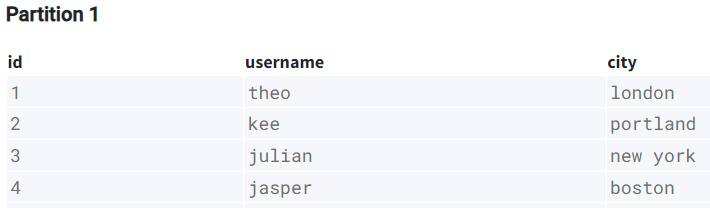 Partition 1
id username city
1 theo london
2 kee portland
3 julian new york
4 jasper boston